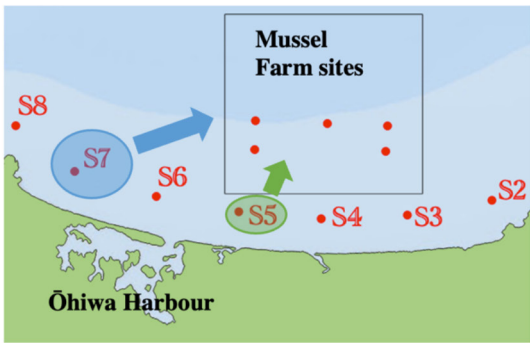 Mussel
Farm sites
S8
S7
S6
S5
S4
S3
S2
Ōhiwa Harbour